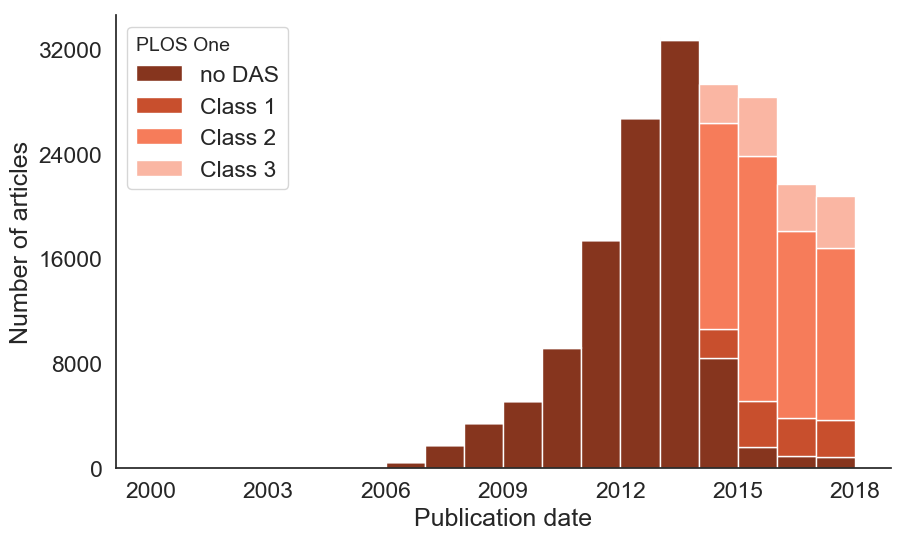 PLOS One
no DAS
Class 1
Class 2
Class 3
Number of articles
32000
24000
16000
8000
0
2000 2003 2006 2009 2012 2015 2018
Publication date